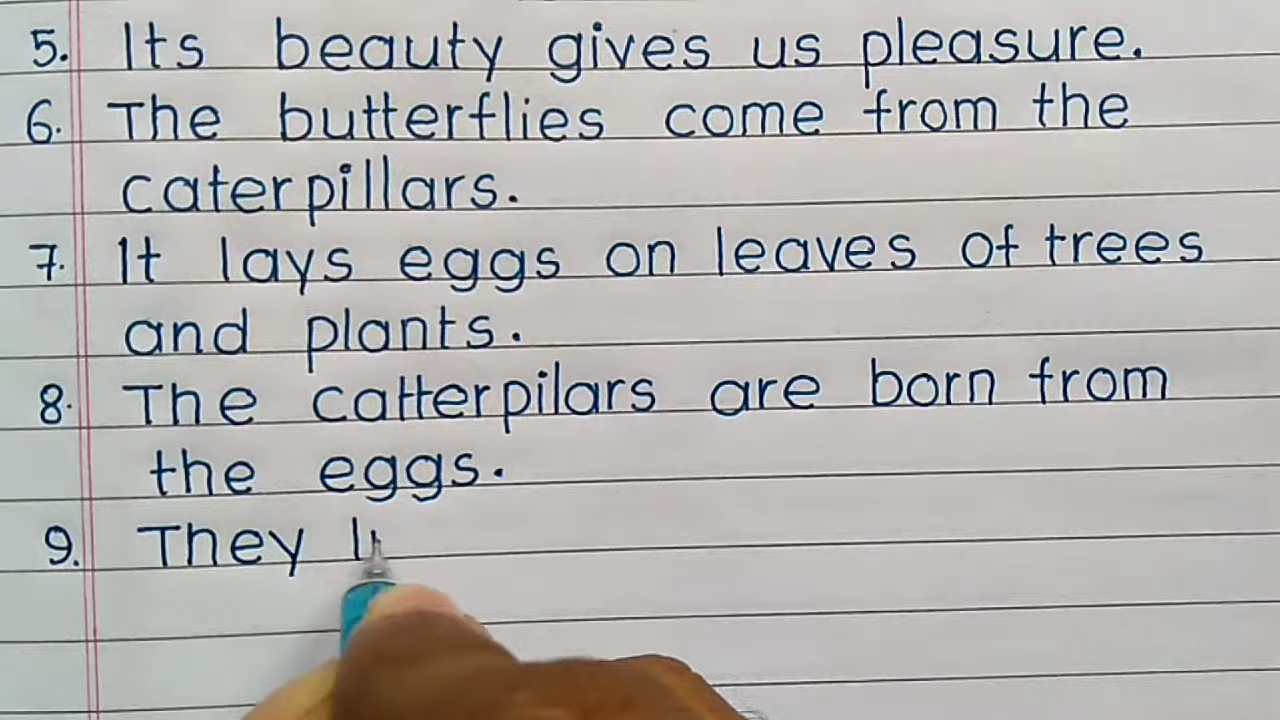 5. Its beauty gives us pleasure.
6. The butterflies come from the
caterpillars.
7. It lays eggs on leaves of trees
and plants.
8. The catterpilars are born from
the eggs.
9. They